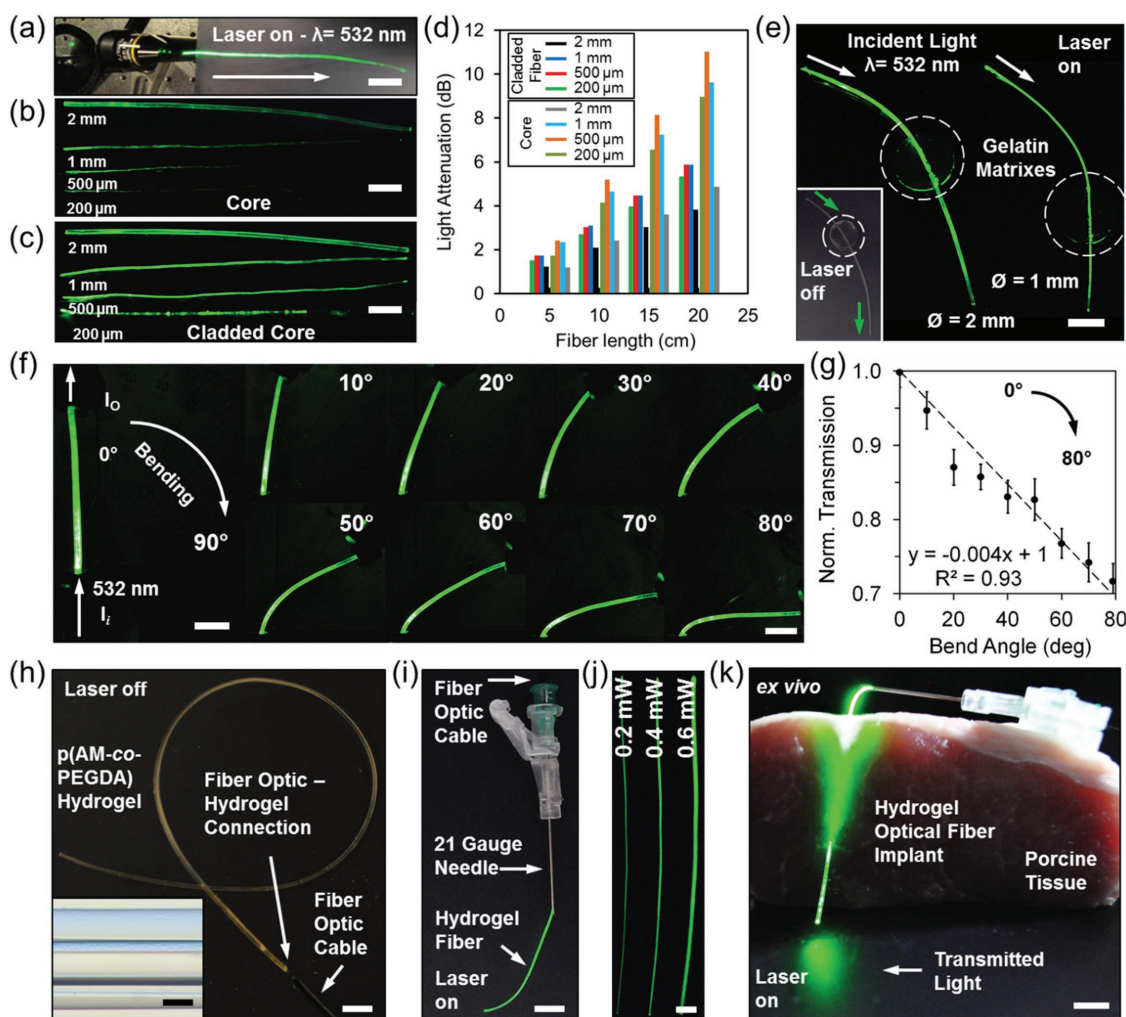 (a)
Laser on - λ= 532 nm
(b)
2 mm
1 mm
500 µm
200 µm
Core
(c)
2 mm
1 mm
500 µm
200 µm
Cladded Core
(d)
Light Attenuation (dB)
12
10
8
6
4
2
0
Cladded
Fiber
2 mm
1 mm
500 µm
200 µm
Core
2 mm
1 mm
500 µm
200 µm
0 5 10 15 20 25
Fiber length (cm)
(e)
Incident Light
λ= 532 nm
Laser
on
Gelatin
Matrixes
Laser
off
Ø = 1 mm
Ø = 2 mm
(f)
I_O
0°
Bending
90°
532 nm
I_i
10°
20°
30°
40°
50°
60°
70°
80°
(g)
Norm. Transmission
1.0
0.9
0.8
0.7
0°
80°
y = -0.004x + 1
R² = 0.93
0 20 40 60 80
Bend Angle (deg)
(h)
Laser off
p(AM-co-
PEGDA)
Hydrogel
Fiber Optic –
Hydrogel
Connection
Fiber
Optic
Cable
(i)
Fiber
Optic
Cable
21 Gauge
Needle
Hydrogel
Fiber
Laser
on
(j)
0.2 mW
0.4 mW
0.6 mW
(k)
ex vivo
Hydrogel
Optical Fiber
Implant
Porcine
Tissue
Laser
on
Transmitted
Light